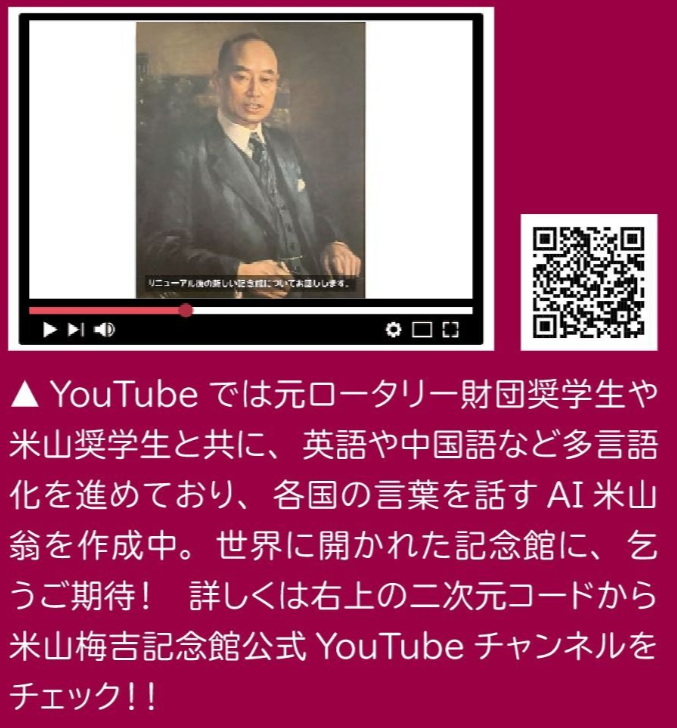 リニューアル後の新しい記念館についてお話しします。
▲ YouTube では元ロータリー財団奨学生や
米山奨学生と共に、英語や中国語など多言語
化を進めており、各国の言葉を話す AI 米山
翁を作成中。世界に開かれた記念館に、乞
うご期待!　詳しくは右上の二次元コードから
米山梅吉記念館公式 YouTube チャンネルを
チェック!!